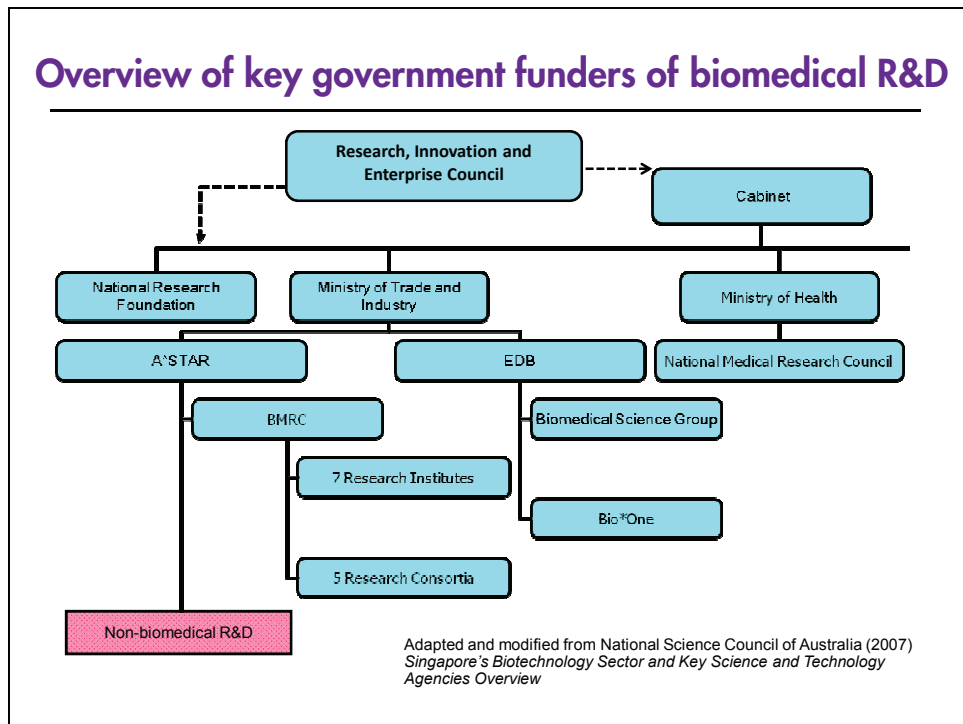 Overview of key government funders of biomedical R&D
Research, Innovation and
Enterprise Council
Cabinet
National Research
Foundation
Ministry of Trade and
Industry
Ministry of Health
A*STAR
EDB
National Medical Research Council
BMRC
Biomedical Science Group
7 Research Institutes
Bio*One
5 Research Consortia
Non-biomedical R&D
Adapted and modified from National Science Council of Australia (2007)
Singapore's Biotechnology Sector and Key Science and Technology
Agencies Overview